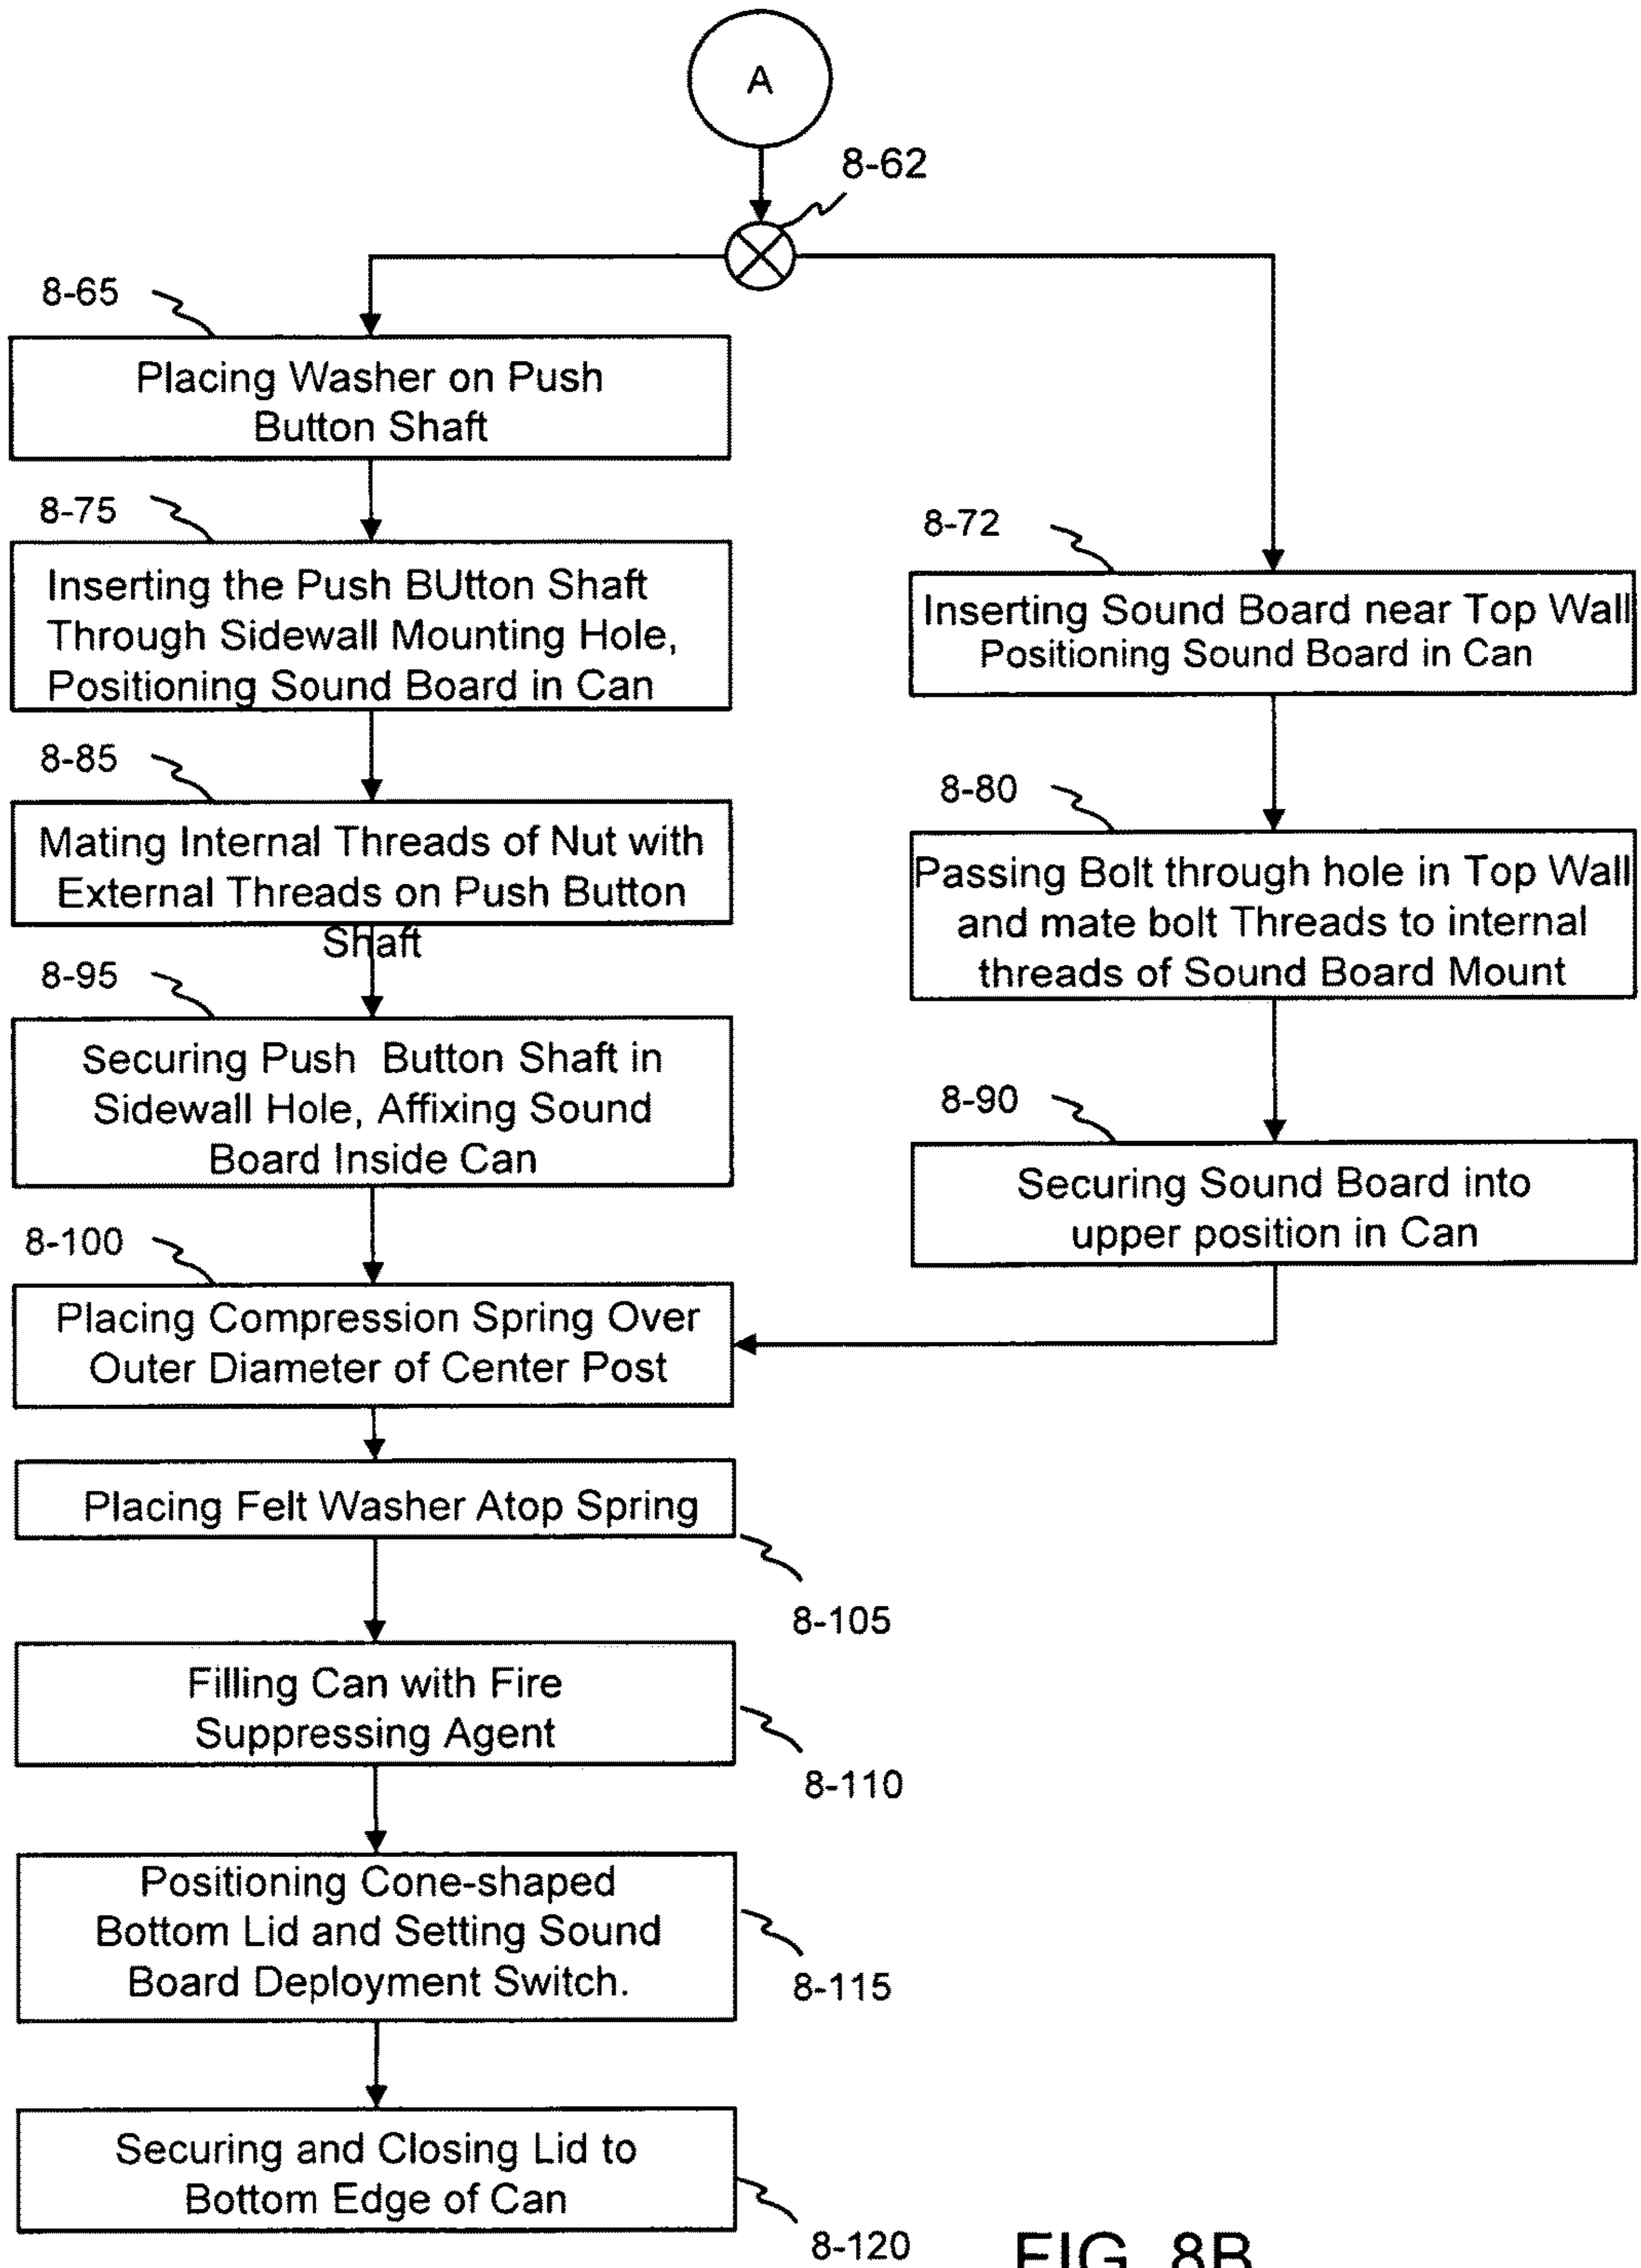 A
8-62
8-65
Placing Washer on Push
Button Shaft
8-75
Inserting the Push BUtton Shaft
Through Sidewall Mounting Hole,
Positioning Sound Board in Can
8-85
Mating Internal Threads of Nut with
External Threads on Push Button
Shaft
8-95
Securing Push Button Shaft in
Sidewall Hole, Affixing Sound
Board Inside Can
8-72
Inserting Sound Board near Top Wall
Positioning Sound Board in Can
8-80
Passing Bolt through hole in Top Wall
and mate bolt Threads to internal
threads of Sound Board Mount
8-90
Securing Sound Board into
upper position in Can
8-100
Placing Compression Spring Over
Outer Diameter of Center Post
Placing Felt Washer Atop Spring
8-105
Filling Can with Fire
Suppressing Agent
8-110
Positioning Cone-shaped
Bottom Lid and Setting Sound
Board Deployment Switch.
8-115
Securing and Closing Lid to
Bottom Edge of Can
8-120
FIG. 8B